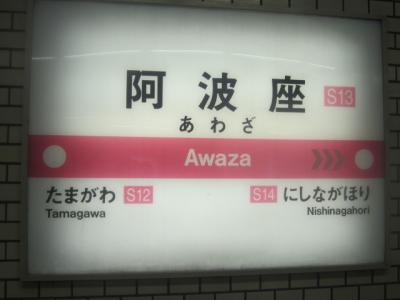 阿波座 S13
あわざ
Awaza
たまがわ S12 S14 にしながほり
Tamagawa Nishinagahori